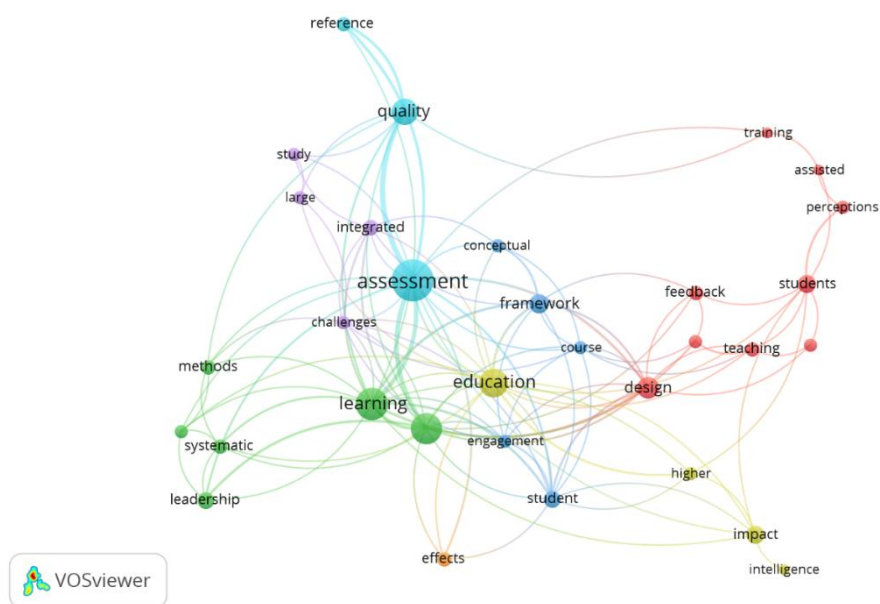 reference
quality
training
study
assisted
large
perceptions
integrated
conceptual
assessment
students
feedback
framework
challenges
course
teaching
methods
education
design
learning
engagement
systematic
higher
leadership
student
impact
effects
intelligence
VOSviewer